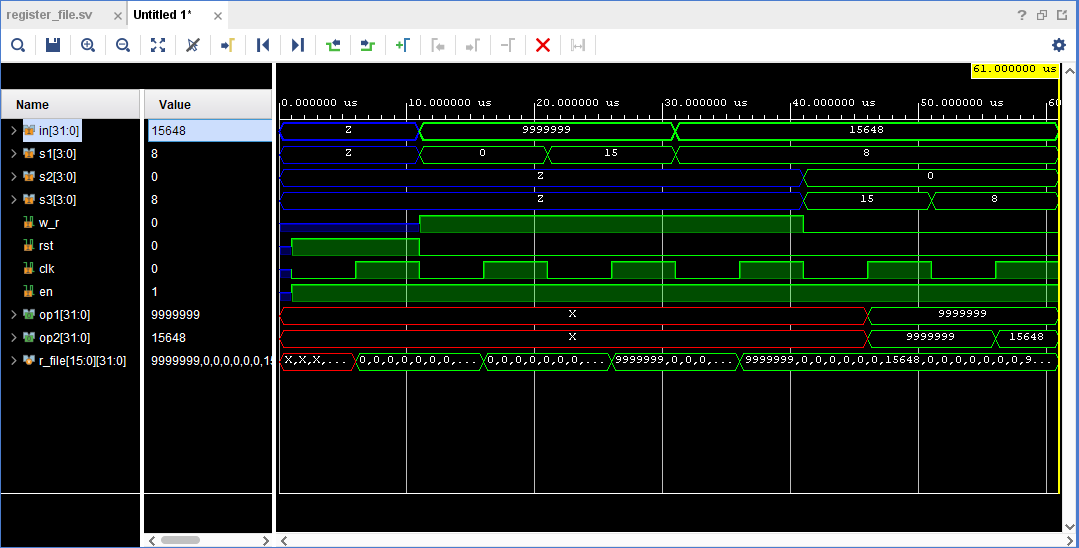 register_file.sv × Untitled 1* ×
?
61.000000 us
Name Value
0.000000 us 10.000000 us 20.000000 us 30.000000 us 40.000000 us 50.000000 us 60
in[31:0] 15648 Z 9999999 15648
s1[3:0] 8 Z 0 15 8
s2[3:0] 0 Z 0
s3[3:0] 8 Z 15 8
w_r 0
rst 0
clk 0
en 1
op1[31:0] 9999999 X 9999999
op2[31:0] 15648 X 9999999 15648
r_file[15:0][31:0] 9999999,0,0,0,0,0,0,15 X,X,X,... 0,0,0,0,0,0,0,... 0,0,0,0,0,0,0,... 9999999,0,0,0,... 9999999,0,0,0,0,0,0,15648,0,0,0,0,0,0,0,9...